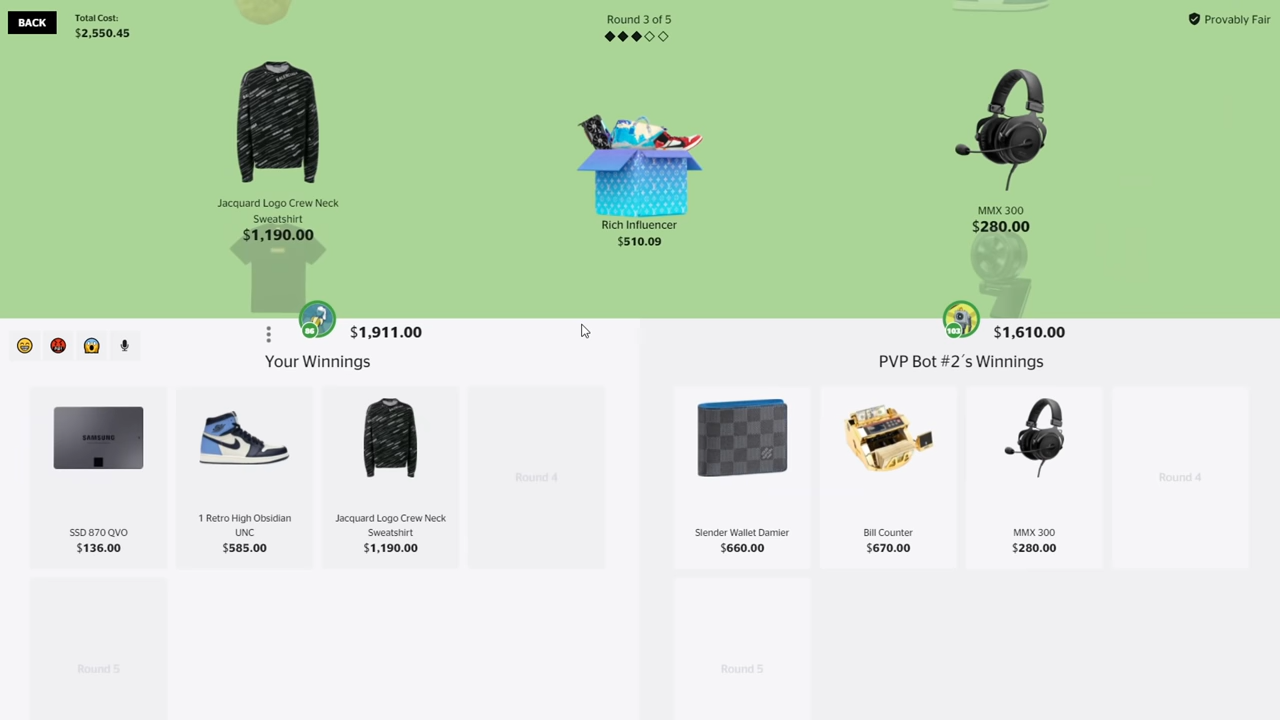 BACK
Total Cost:
$2,550.45
Round 3 of 5
Provably Fair
Jacquard Logo Crew Neck
Sweatshirt
$1,190.00
Rich Influencer
$510.09
MMX 300
$280.00
86
$1,911.00
103
$1,610.00
Your Winnings
PVP Bot #2´s Winnings
SAMSUNG
SSD 870 QVO
$136.00
1 Retro High Obsidian
UNC
$585.00
Jacquard Logo Crew Neck
Sweatshirt
$1,190.00
Round 4
Slender Wallet Damier
$660.00
Bill Counter
$670.00
MMX 300
$280.00
Round 4
Round 5
Round 5